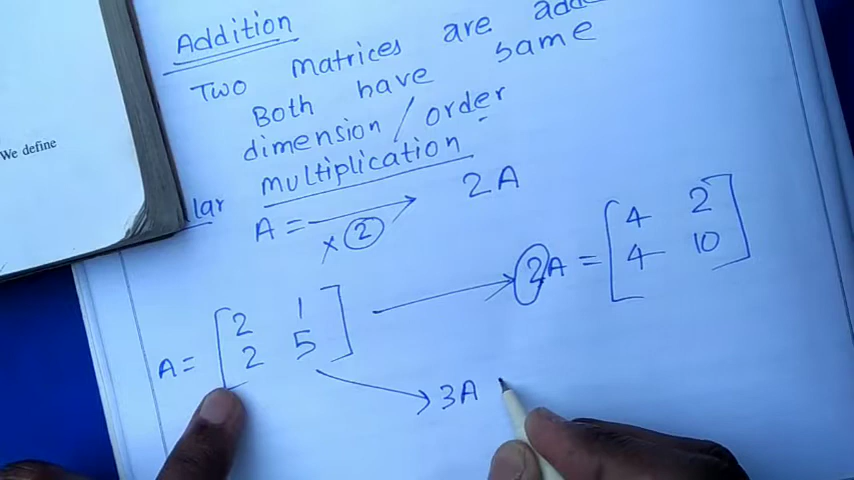 We define
Addition
Two matrices are
Both have same
dimension / order
lar multiplication
A = × 2 2A
A = [ 2 1
2 5 ]
2A = [ 4 2
4 10 ]
3A